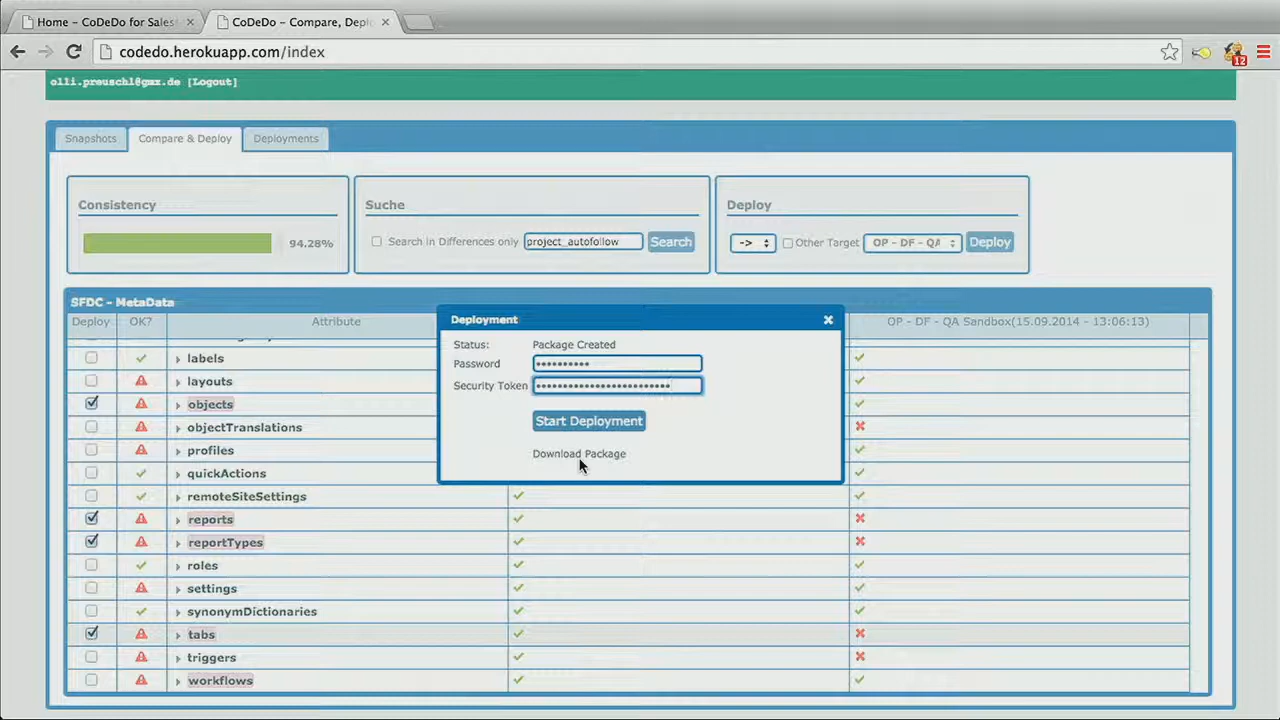 Home – CoDeDo for Sales
CoDeDo – Compare, Depl
codedo.herokuapp.com/index
12
olli.preuschl@gmx.de [Logout]
Snapshots
Compare & Deploy
Deployments
Consistency
94.28%
Suche
Search in Differences only
project_autofollow
Search
Deploy
->
Other Target
OP - DF - QA
Deploy
SFDC - MetaData
Deploy
OK?
Attribute
OP - DF - QA Sandbox(15.09.2014 - 13:06:13)
labels
layouts
objects
objectTranslations
profiles
quickActions
remoteSiteSettings
reports
reportTypes
roles
settings
synonymDictionaries
tabs
triggers
workflows
Deployment
Status: Package Created
Password
Security Token
Start Deployment
Download Package